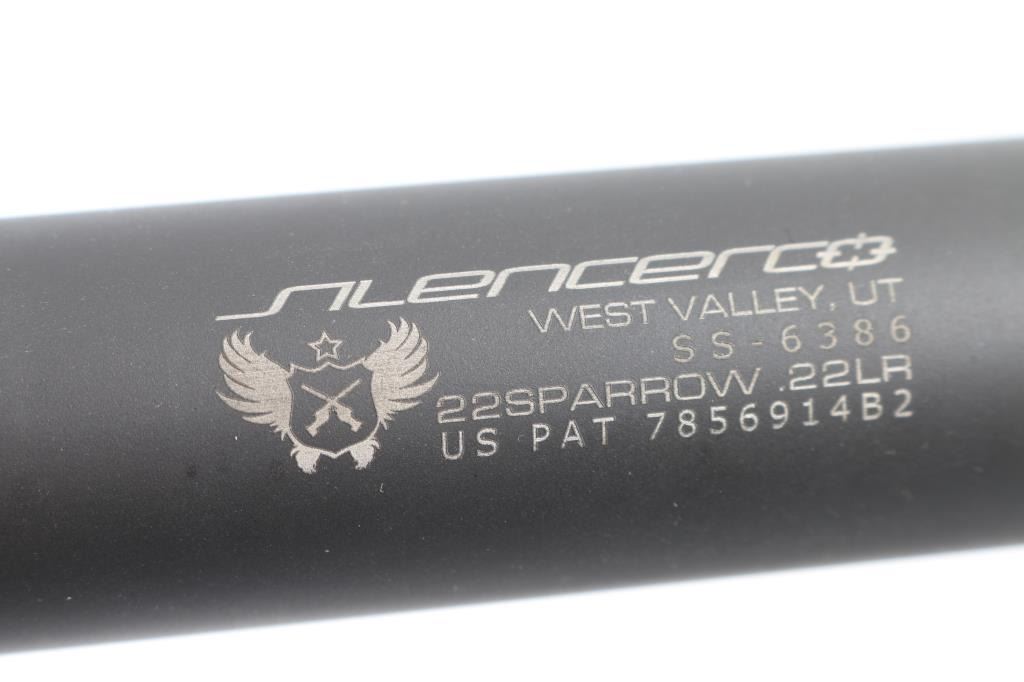 SILENCERCO
WEST VALLEY, UT
SS-6386
22SPARROW .22LR
US PAT 7856914B2